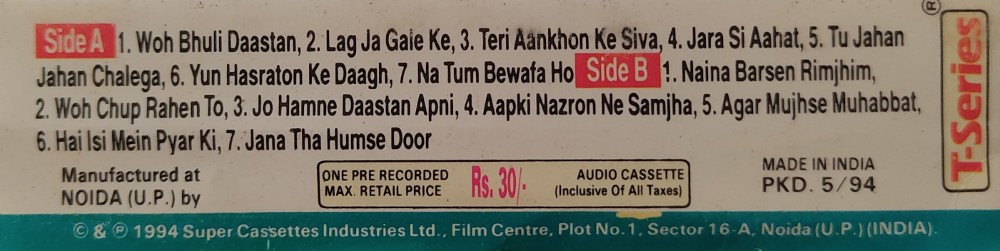 Side A 1. Woh Bhuli Daastan, 2. Lag Ja Gale Ke, 3. Teri Aankhon Ke Siva, 4. Jara Si Aahat, 5. Tu Jahan
Jahan Chalega, 6. Yun Hasraton Ke Daagh, 7. Na Tum Bewafa Ho Side B 1. Naina Barsen Rimjhim,
2. Woh Chup Rahen To, 3. Jo Hamne Daastan Apni, 4. Aapki Nazron Ne Samjha, 5. Agar Mujhse Muhabbat,
6. Hai Isi Mein Pyar Ki, 7. Jana Tha Humse Door
Manufactured at
NOIDA (U.P.) by
ONE PRE RECORDED
MAX. RETAIL PRICE
Rs. 30/-
AUDIO CASSETTE
(Inclusive Of All Taxes)
MADE IN INDIA
PKD. 5/94
T-Series ®
© & ℗ 1994 Super Cassettes Industries Ltd., Film Centre, Plot No.1, Sector 16-A, Noida (U.P.) (INDIA).